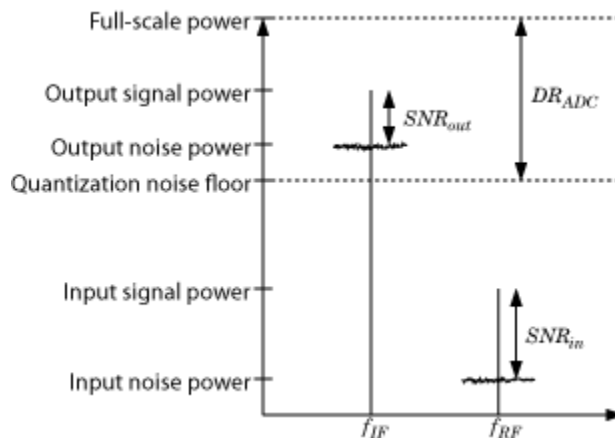 Full-scale power
Output signal power
SNR_out
DR_ADC
Output noise power
Quantization noise floor
Input signal power
SNR_in
Input noise power
f_IF
f_RF